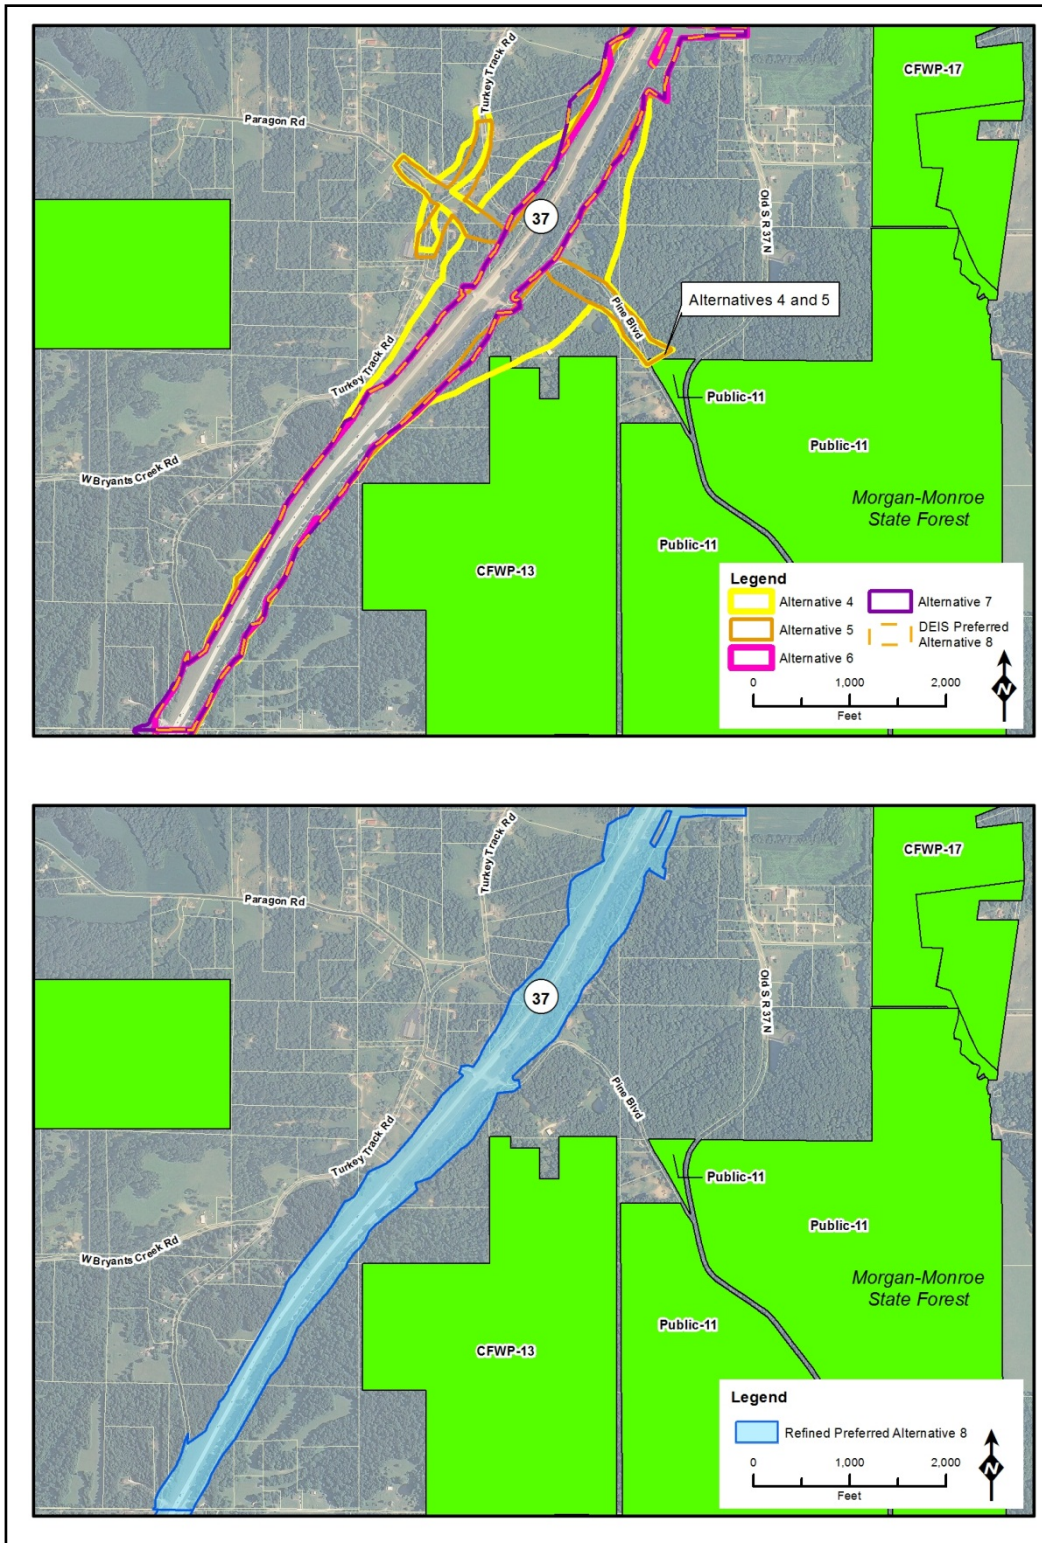 CFWP-17
Turkey Track Rd
Paragon Rd
Old S R 37 N
37
Alternatives 4 and 5
Pine Blvd
Turkey Track Rd
Public-11
Public-11
W Bryants Creek Rd
Morgan-Monroe
State Forest
Public-11
CFWP-13
Legend
Alternative 4
Alternative 5
Alternative 6
Alternative 7
DEIS Preferred
Alternative 8
N
0 1,000 2,000
Feet
CFWP-17
Turkey Track Rd
Paragon Rd
Old S R 37 N
37
Pine Blvd
Turkey Track Rd
Public-11
Public-11
W Bryants Creek Rd
Morgan-Monroe
State Forest
Public-11
CFWP-13
Legend
Refined Preferred Alternative 8
0 1,000 2,000
Feet
N